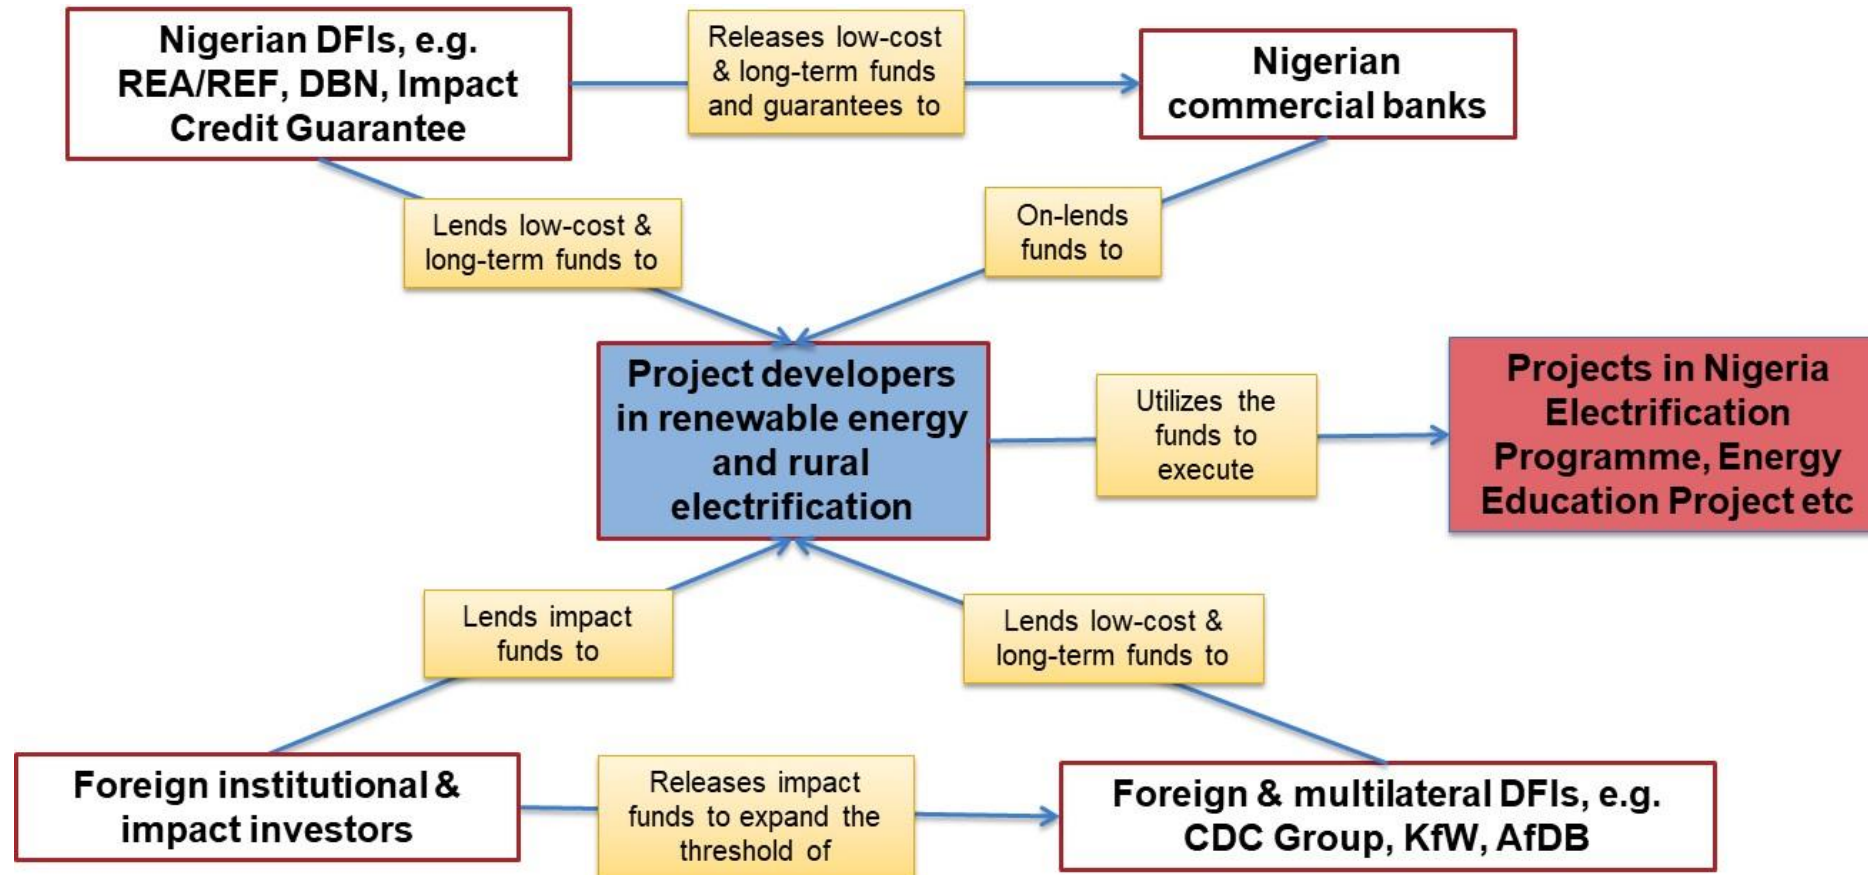 Nigerian DFIs, e.g.
REA/REF, DBN, Impact
Credit Guarantee
Releases low-cost
& long-term funds
and guarantees to
Nigerian
commercial banks
Lends low-cost &
long-term funds to
On-lends
funds to
Project developers
in renewable energy
and rural
electrification
Utilizes the
funds to
execute
Projects in Nigeria
Electrification
Programme, Energy
Education Project etc
Lends impact
funds to
Lends low-cost &
long-term funds to
Foreign institutional &
impact investors
Releases impact
funds to expand the
threshold of
Foreign & multilateral DFIs, e.g.
CDC Group, KfW, AfDB